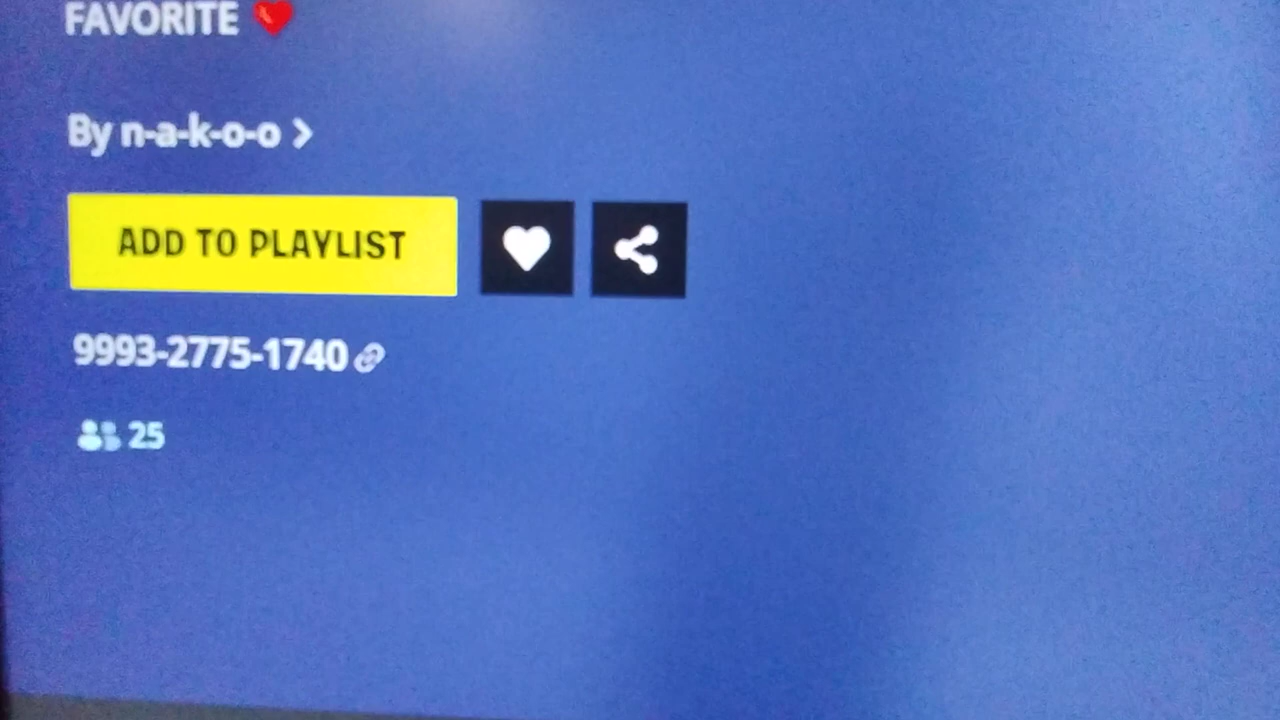 FAVORITE ❤️
By n-a-k-o-o >
ADD TO PLAYLIST
9993-2775-1740
25